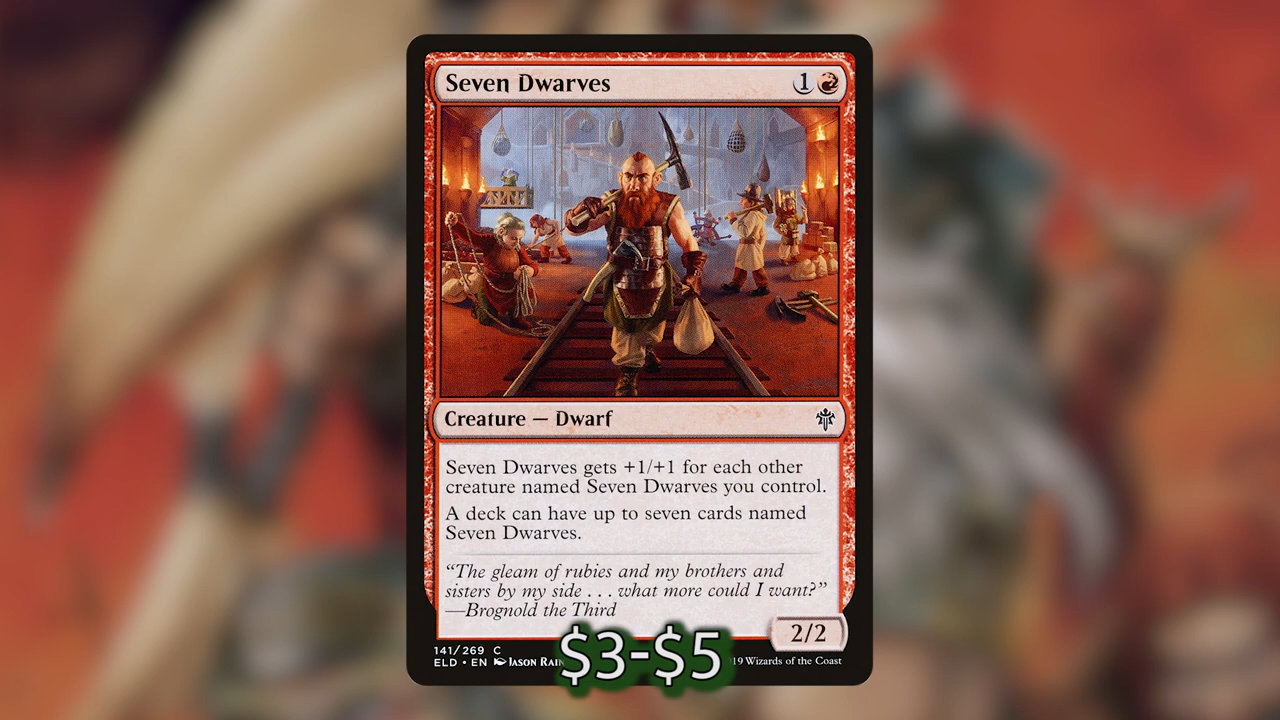 Seven Dwarves 1
Creature — Dwarf
Seven Dwarves gets +1/+1 for each other
creature named Seven Dwarves you control.
A deck can have up to seven cards named
Seven Dwarves.
“The gleam of rubies and my brothers and
sisters by my side . . . what more could I want?”
—Brognold the Third
2/2
141/269 C
ELD • EN JASON
19 Wizards of the Coast
$3-$5